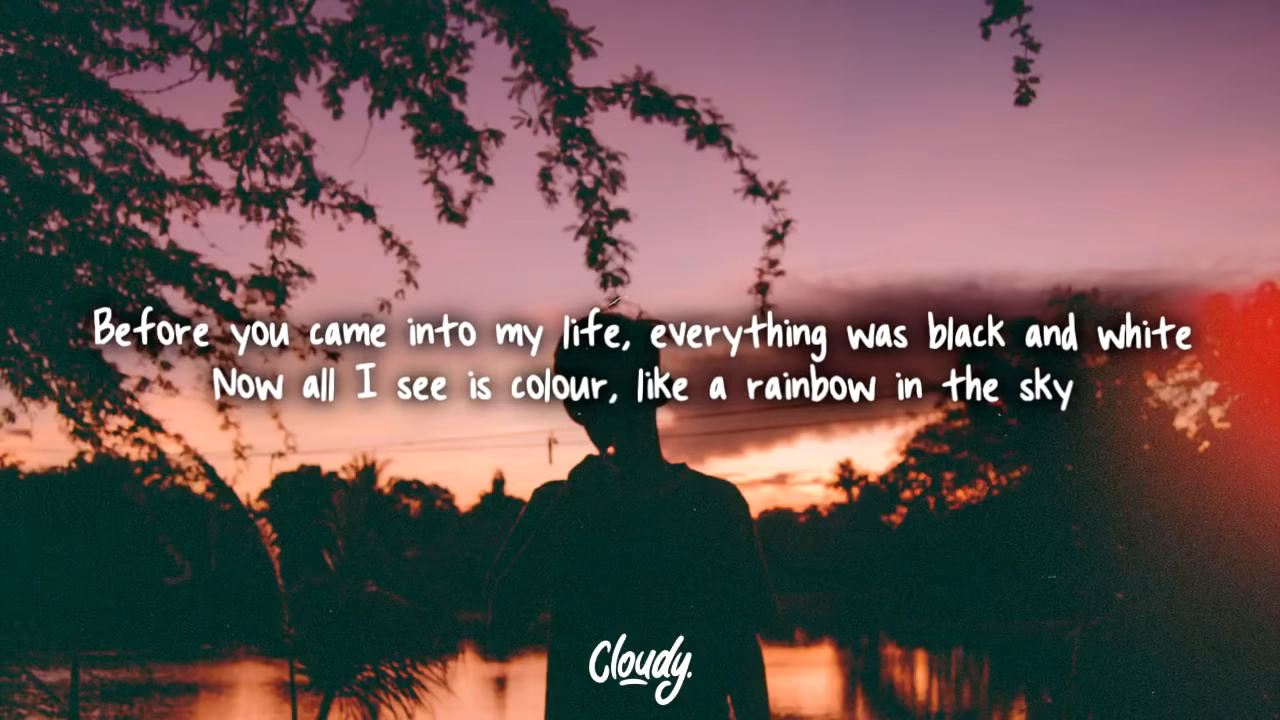 Before you came into my life, everything was black and white
Now all I see is colour, like a rainbow in the sky
Cloudy.